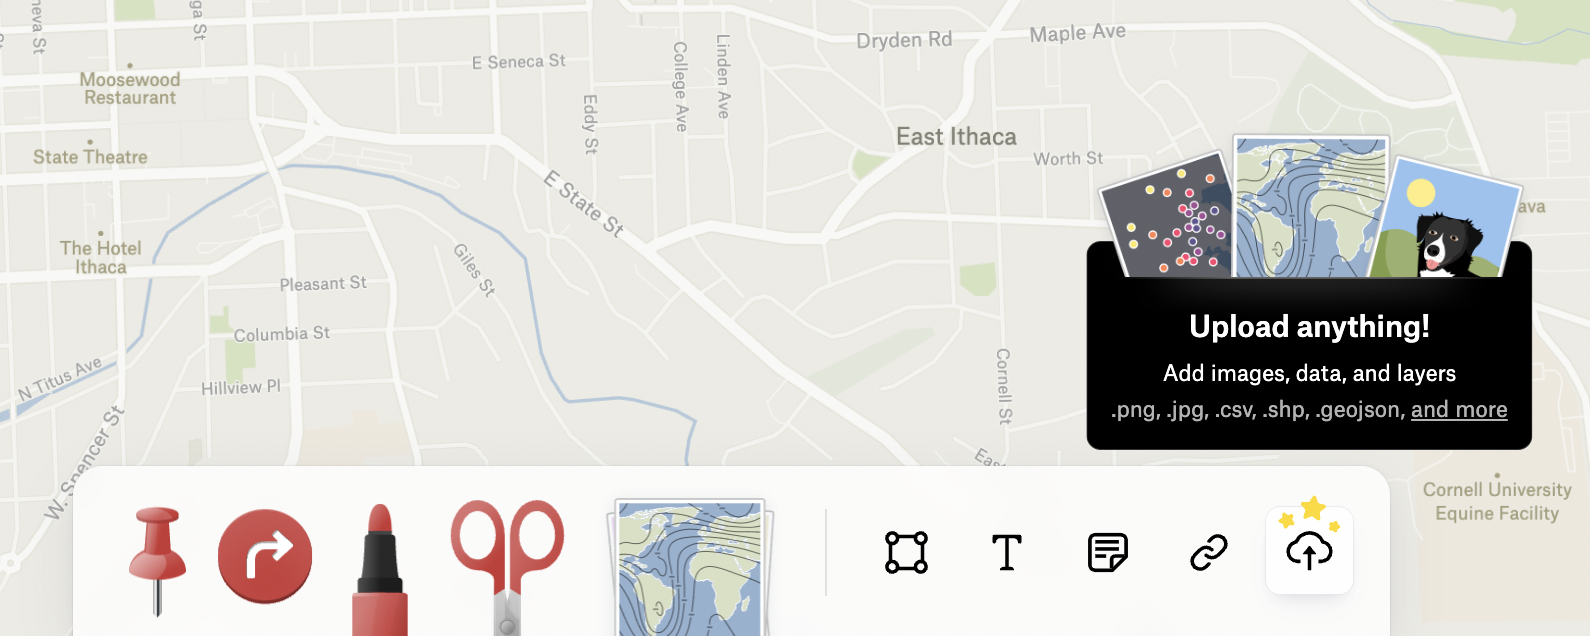 Dryden Rd
Maple Ave
E Seneca St
College Ave
Linden Ave
Eddy St
Moosewood
Restaurant
State Theatre
East Ithaca
Worth St
E State St
The Hotel
Ithaca
Giles St
Pleasant St
Columbia St
N Titus Ave
Hillview Pl
W. Spencer St
Cornell St
Upload anything!
Add images, data, and layers
.png, .jpg, .csv, .shp, .geojson, and more
Cornell University
Equine Facility
T